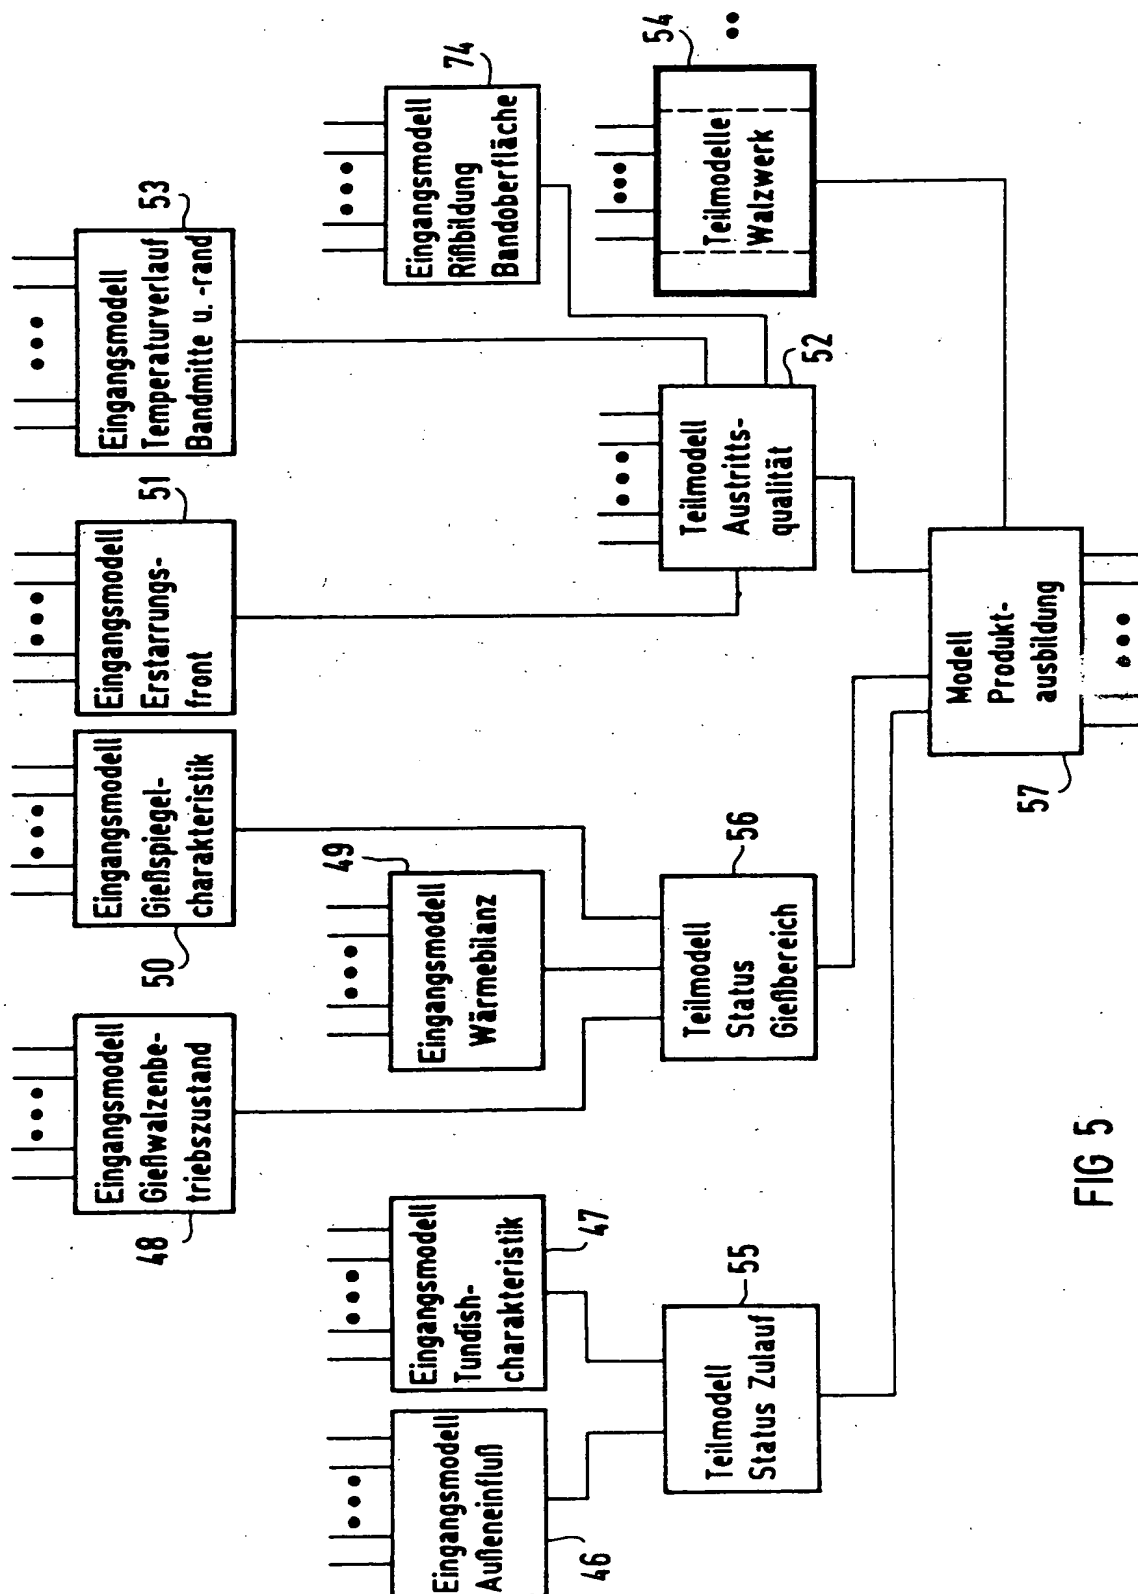 Eingangsmodell
Außeneinfluß
46
Eingangsmodell
Tundish-
charakteristik
47
Eingangsmodell
Gießwalzenbe-
triebszustand
48
Eingangsmodell
Wärmebilanz
49
Eingangsmodell
Gießspiegel-
charakteristik
50
Eingangsmodell
Erstarrungs-
front
51
Eingangsmodell
Temperaturverlauf
Bandmitte u. -rand
53
Eingangsmodell
Rißbildung
Bandoberfläche
74
Teilmodell
Status Zulauf
55
Teilmodell
Status
Gießbereich
56
Teilmodell
Austritts-
qualität
52
Teilmodelle
Walzwerk
54
Modell
Produkt-
ausbildung
57
FIG 5